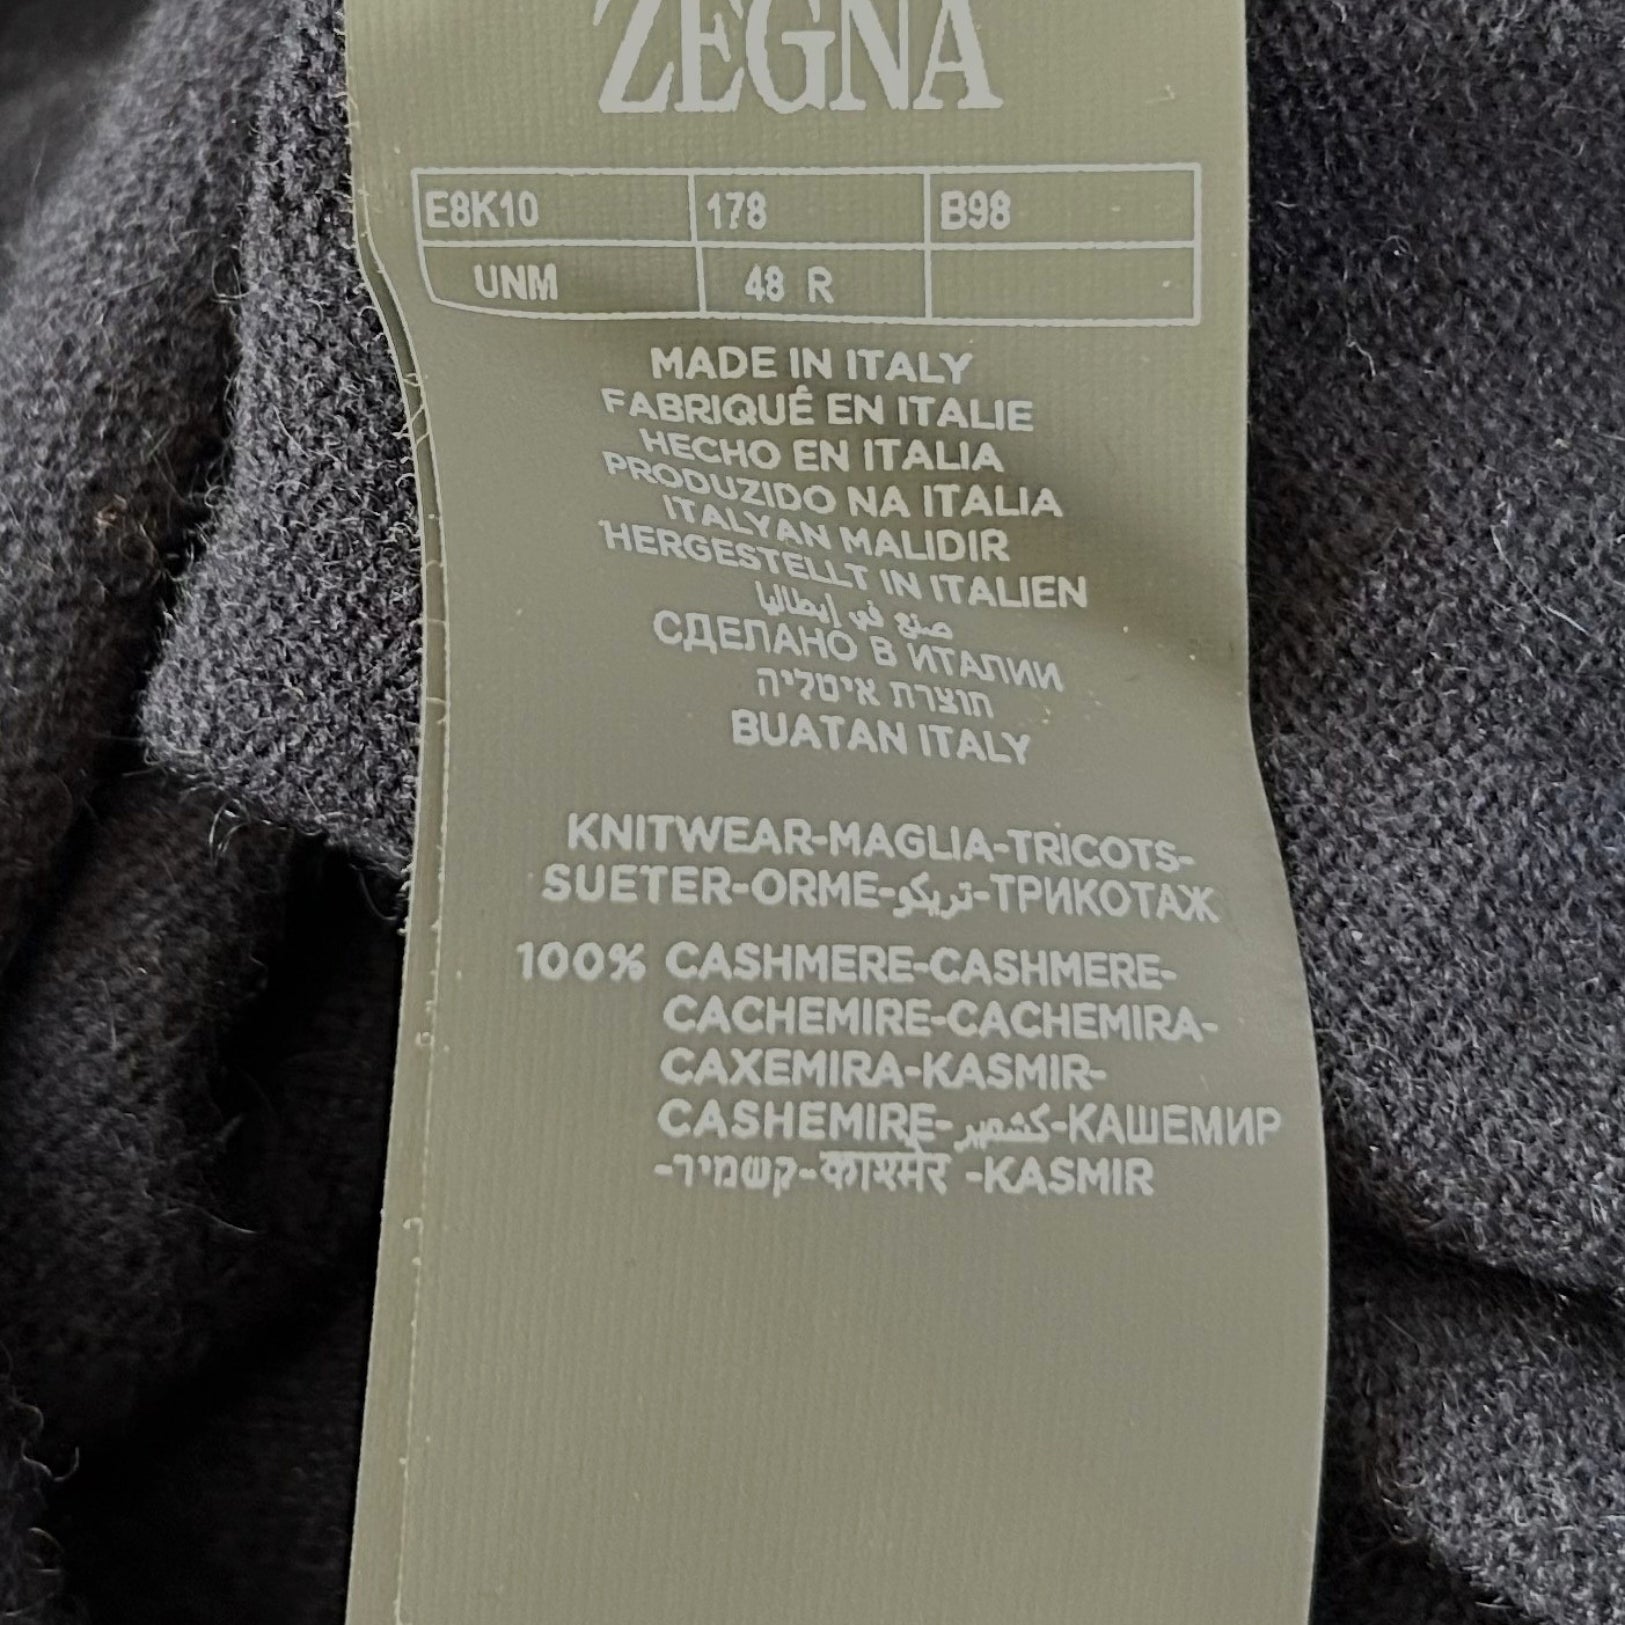 ZEGNA
E8K10 178 B98
UNM 48 R
MADE IN ITALY
FABRIQUÉ EN ITALIE
HECHO EN ITALIA
PRODUZIDO NA ITALIA
ITALYAN MALIDIR
HERGESTELLT IN ITALIEN
صنع في إيطاليا
СДЕЛАНО В ИТАЛИИ
תוצרת איטליה
BUATAN ITALY
KNITWEAR-MAGLIA-TRICOTS-
SUETER-ORME-تريكو-ТРИКОТАЖ
100% CASHMERE-CASHMERE-
CACHEMIRE-CACHEMIRA-
CAXEMIRA-KASMIR-
CASHEMIRE-كشمير-КАШЕМИР
-קשמיר-काश्मीर -KASMIR